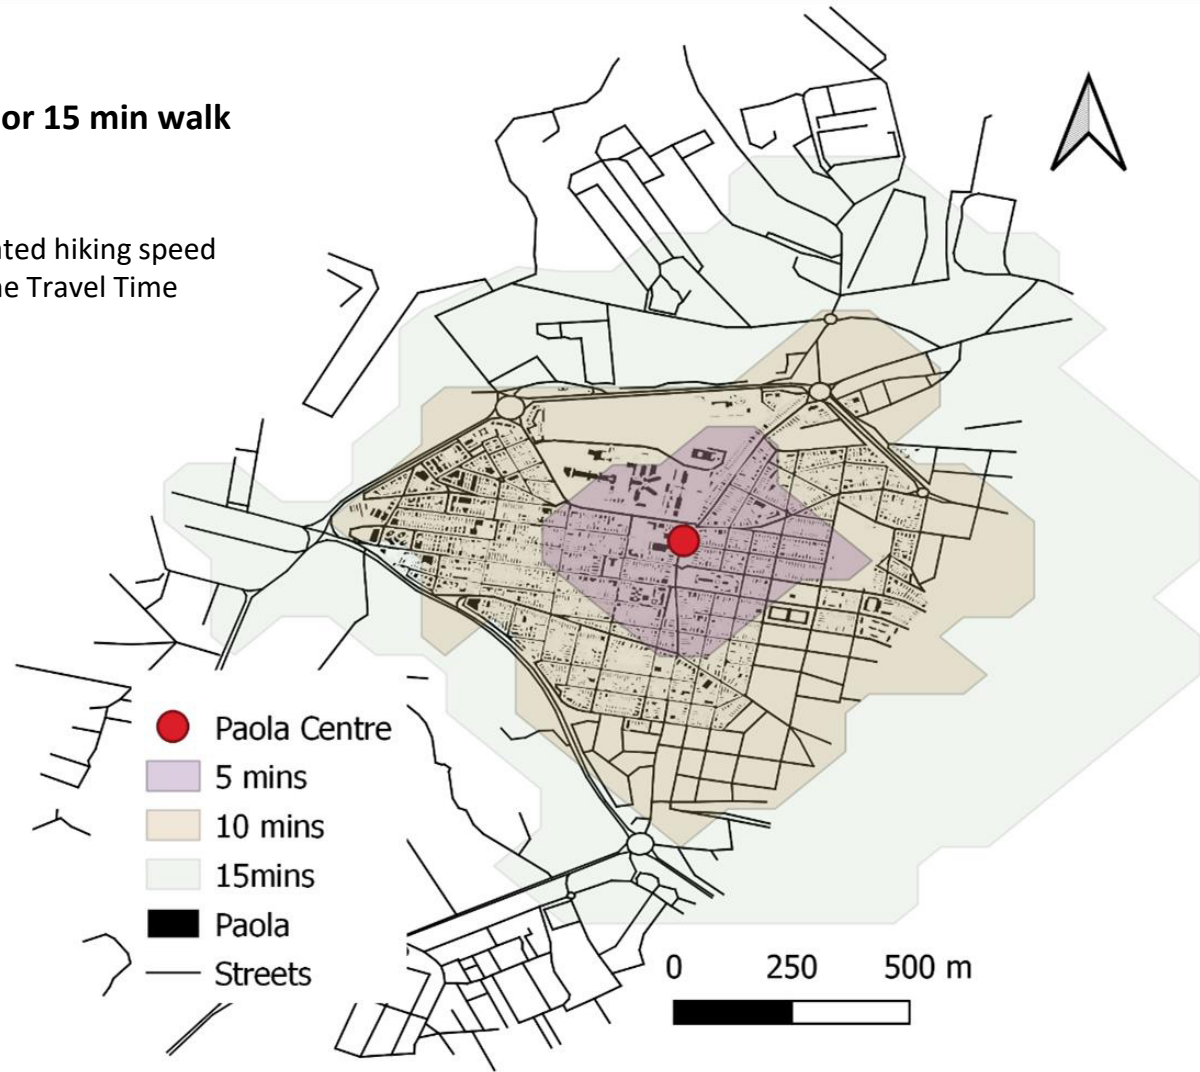 or 15 min walk
ated hiking speed
ne Travel Time
Paola Centre
5 mins
10 mins
15mins
Paola
Streets
0 250 500 m